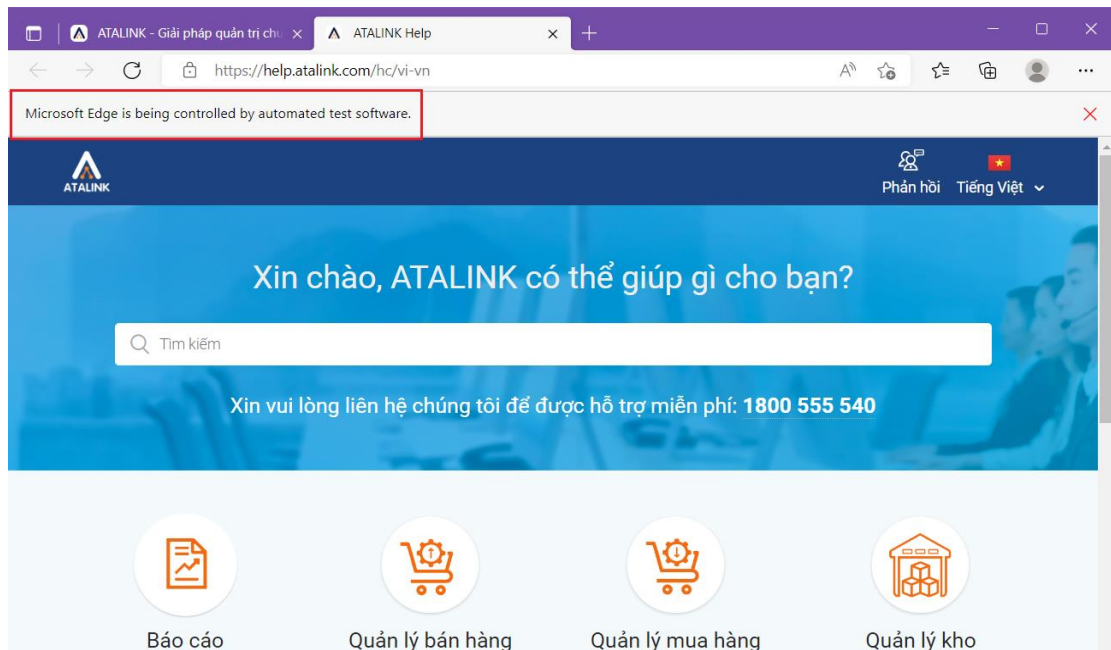 ATALINK - Giải pháp quản trị chu
ATALINK Help
https://help.atalink.com/hc/vi-vn
Microsoft Edge is being controlled by automated test software.
ATALINK
Phản hồi Tiếng Việt
Xin chào, ATALINK có thể giúp gì cho bạn?
Tìm kiếm
Xin vui lòng liên hệ chúng tôi để được hỗ trợ miễn phí: 1800 555 540
Báo cáo Quản lý bán hàng Quản lý mua hàng Quản lý kho